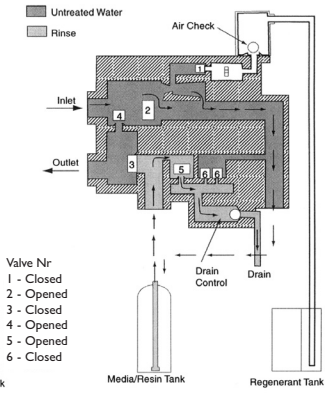 Untreated Water
Rinse
Air Check
1
Inlet
4
2
Outlet
3
5
6 6
Valve Nr
1 - Closed
2 - Opened
3 - Closed
4 - Opened
5 - Opened
6 - Closed
Drain
Control
Drain
Media/Resin Tank
Regenerant Tank
k